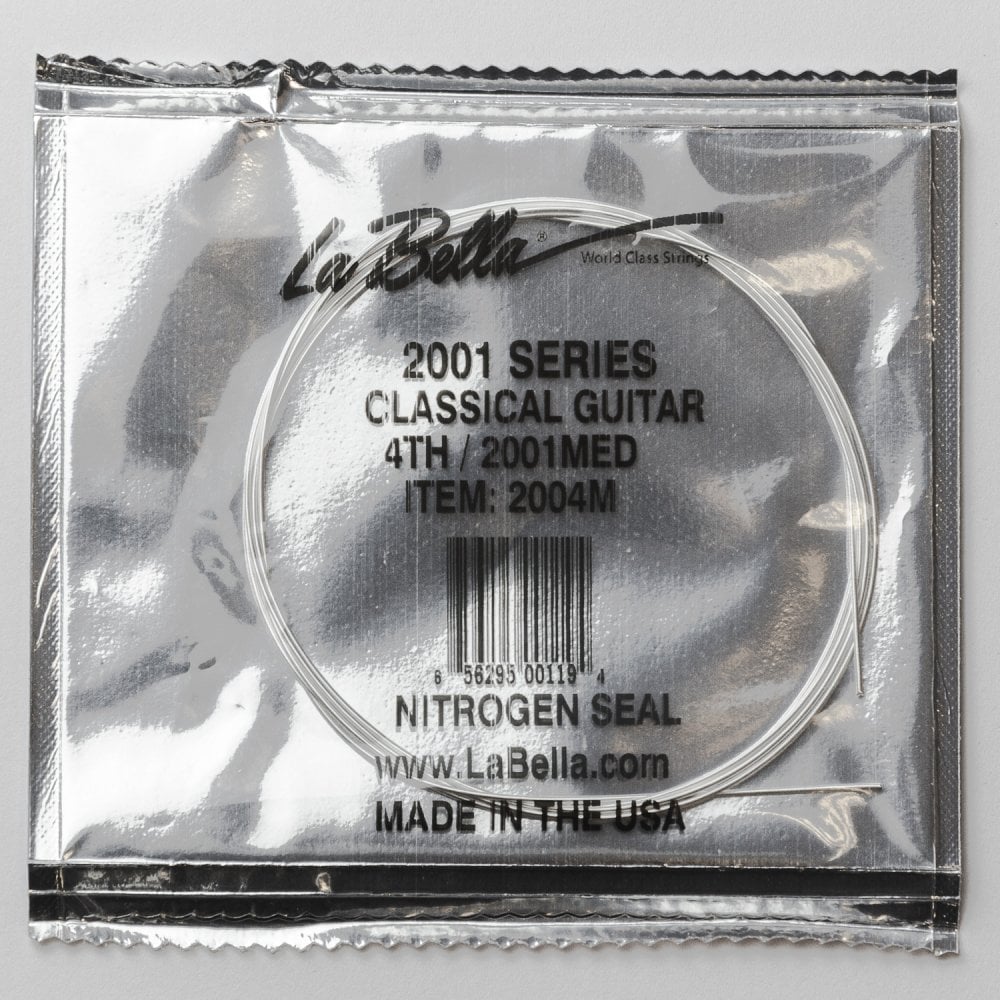 La Bella®
World Class Strings
2001 SERIES
CLASSICAL GUITAR
4TH / 2001MED
ITEM: 2004M
8 56295 00119 4
NITROGEN SEAL
www.LaBella.com
MADE IN THE USA